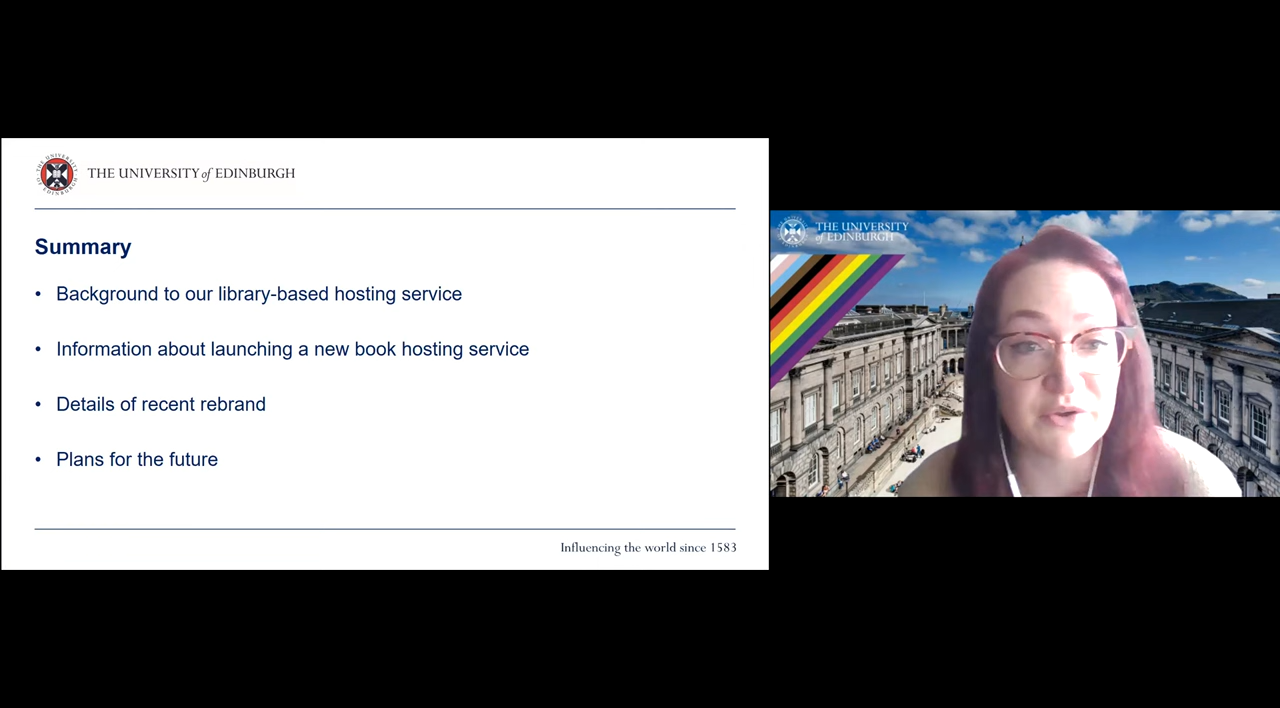 THE UNIVERSITY of EDINBURGH
Summary
• Background to our library-based hosting service
• Information about launching a new book hosting service
• Details of recent rebrand
• Plans for the future
Influencing the world since 1583
THE UNIVERSITY
of EDINBURGH